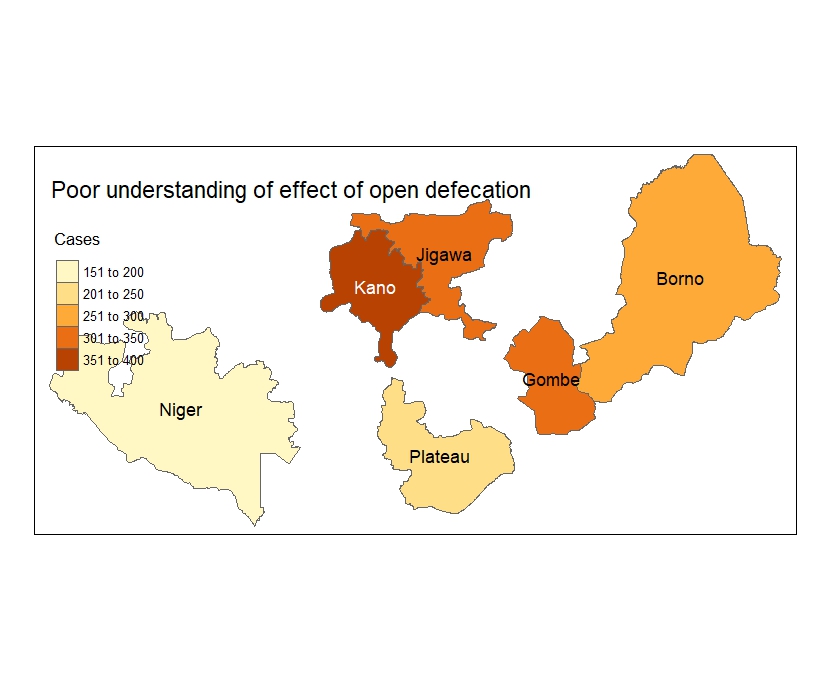 Poor understanding of effect of open defecation
Cases
151 to 200
201 to 250
251 to 300
301 to 350
351 to 400
Jigawa
Kano
Borno
Gombe
Niger
Plateau